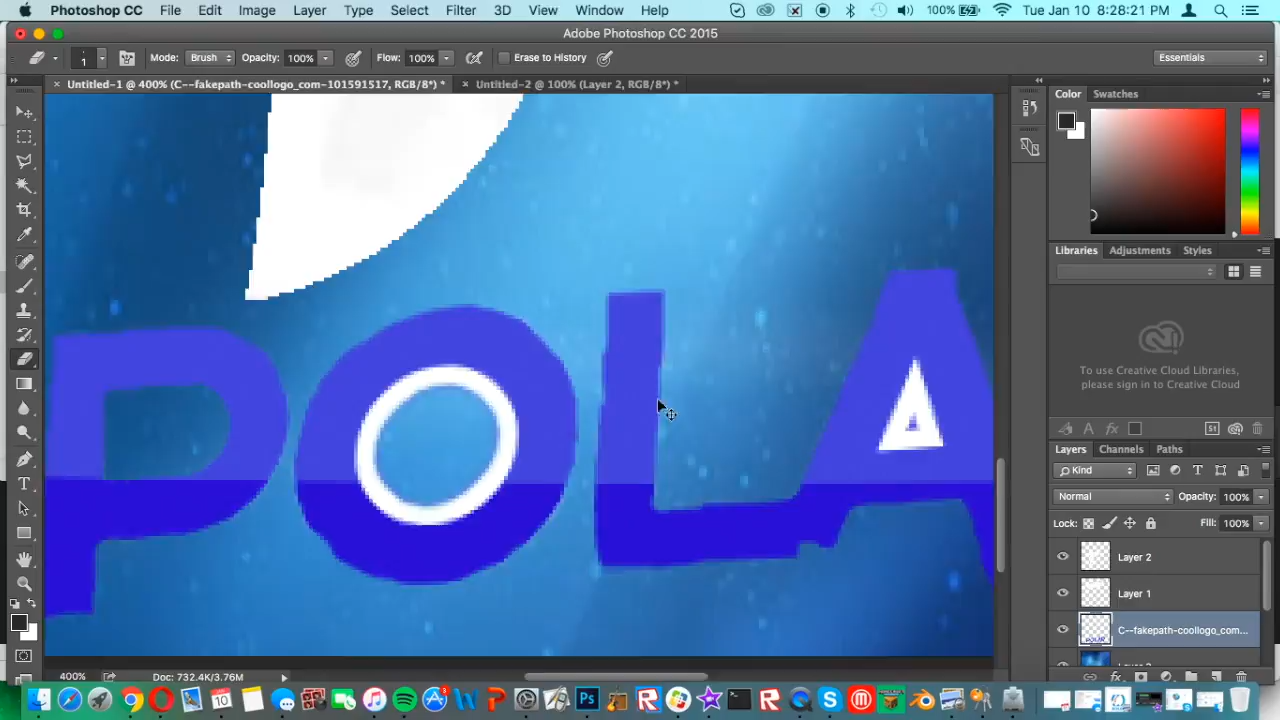 Photoshop CC File Edit Image Layer Type Select Filter 3D View Window Help 100% Tue Jan 10 8:28:21 PM
Adobe Photoshop CC 2015
1 Mode: Brush Opacity: 100% Flow: 100% Erase to History Essentials
× Untitled-1 @ 400% (C--fakepath-coollogo_com-101591517, RGB/8*) * × Untitled-2 @ 100% (Layer 2, RGB/8*) *
Color Swatches
Libraries Adjustments Styles
To use Creative Cloud Libraries,
please sign in to Creative Cloud
POLA
Layers Channels Paths
Kind
Normal Opacity: 100%
Lock: Fill: 100%
Layer 2
Layer 1
C--fakepath-coollogo_com...
400% Doc: 732.4K/3.76M